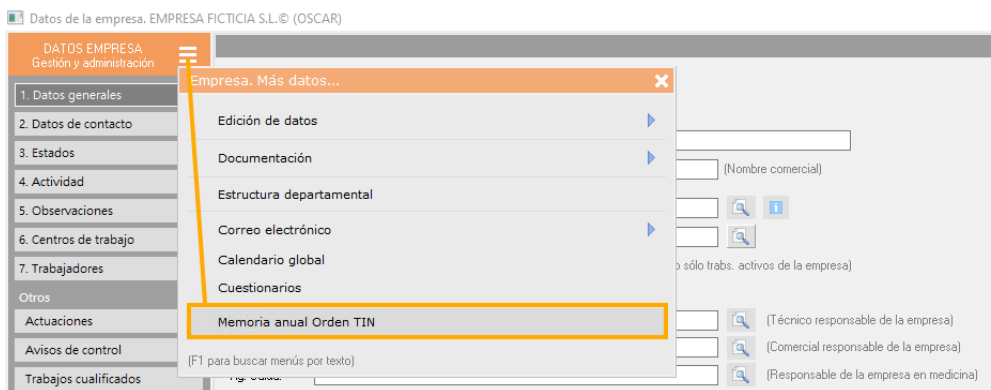 Datos de la empresa. EMPRESA FICTICIA S.L.© (OSCAR)
DATOS EMPRESA
Gestión y administración
1. Datos generales
2. Datos de contacto
3. Estados
4. Actividad
5. Observaciones
6. Centros de trabajo
7. Trabajadores
Otros
Actuaciones
Avisos de control
Trabajos cualificados
Empresa. Más datos...
Edición de datos
Documentación
Estructura departamental
Correo electrónico
Calendario global
Cuestionarios
Memoria anual Orden TIN
(F1 para buscar menús por texto)
(Nombre comercial)
sólo trabs. activos de la empresa)
(Técnico responsable de la empresa)
(Comercial responsable de la empresa)
(Responsable de la empresa en medicina)